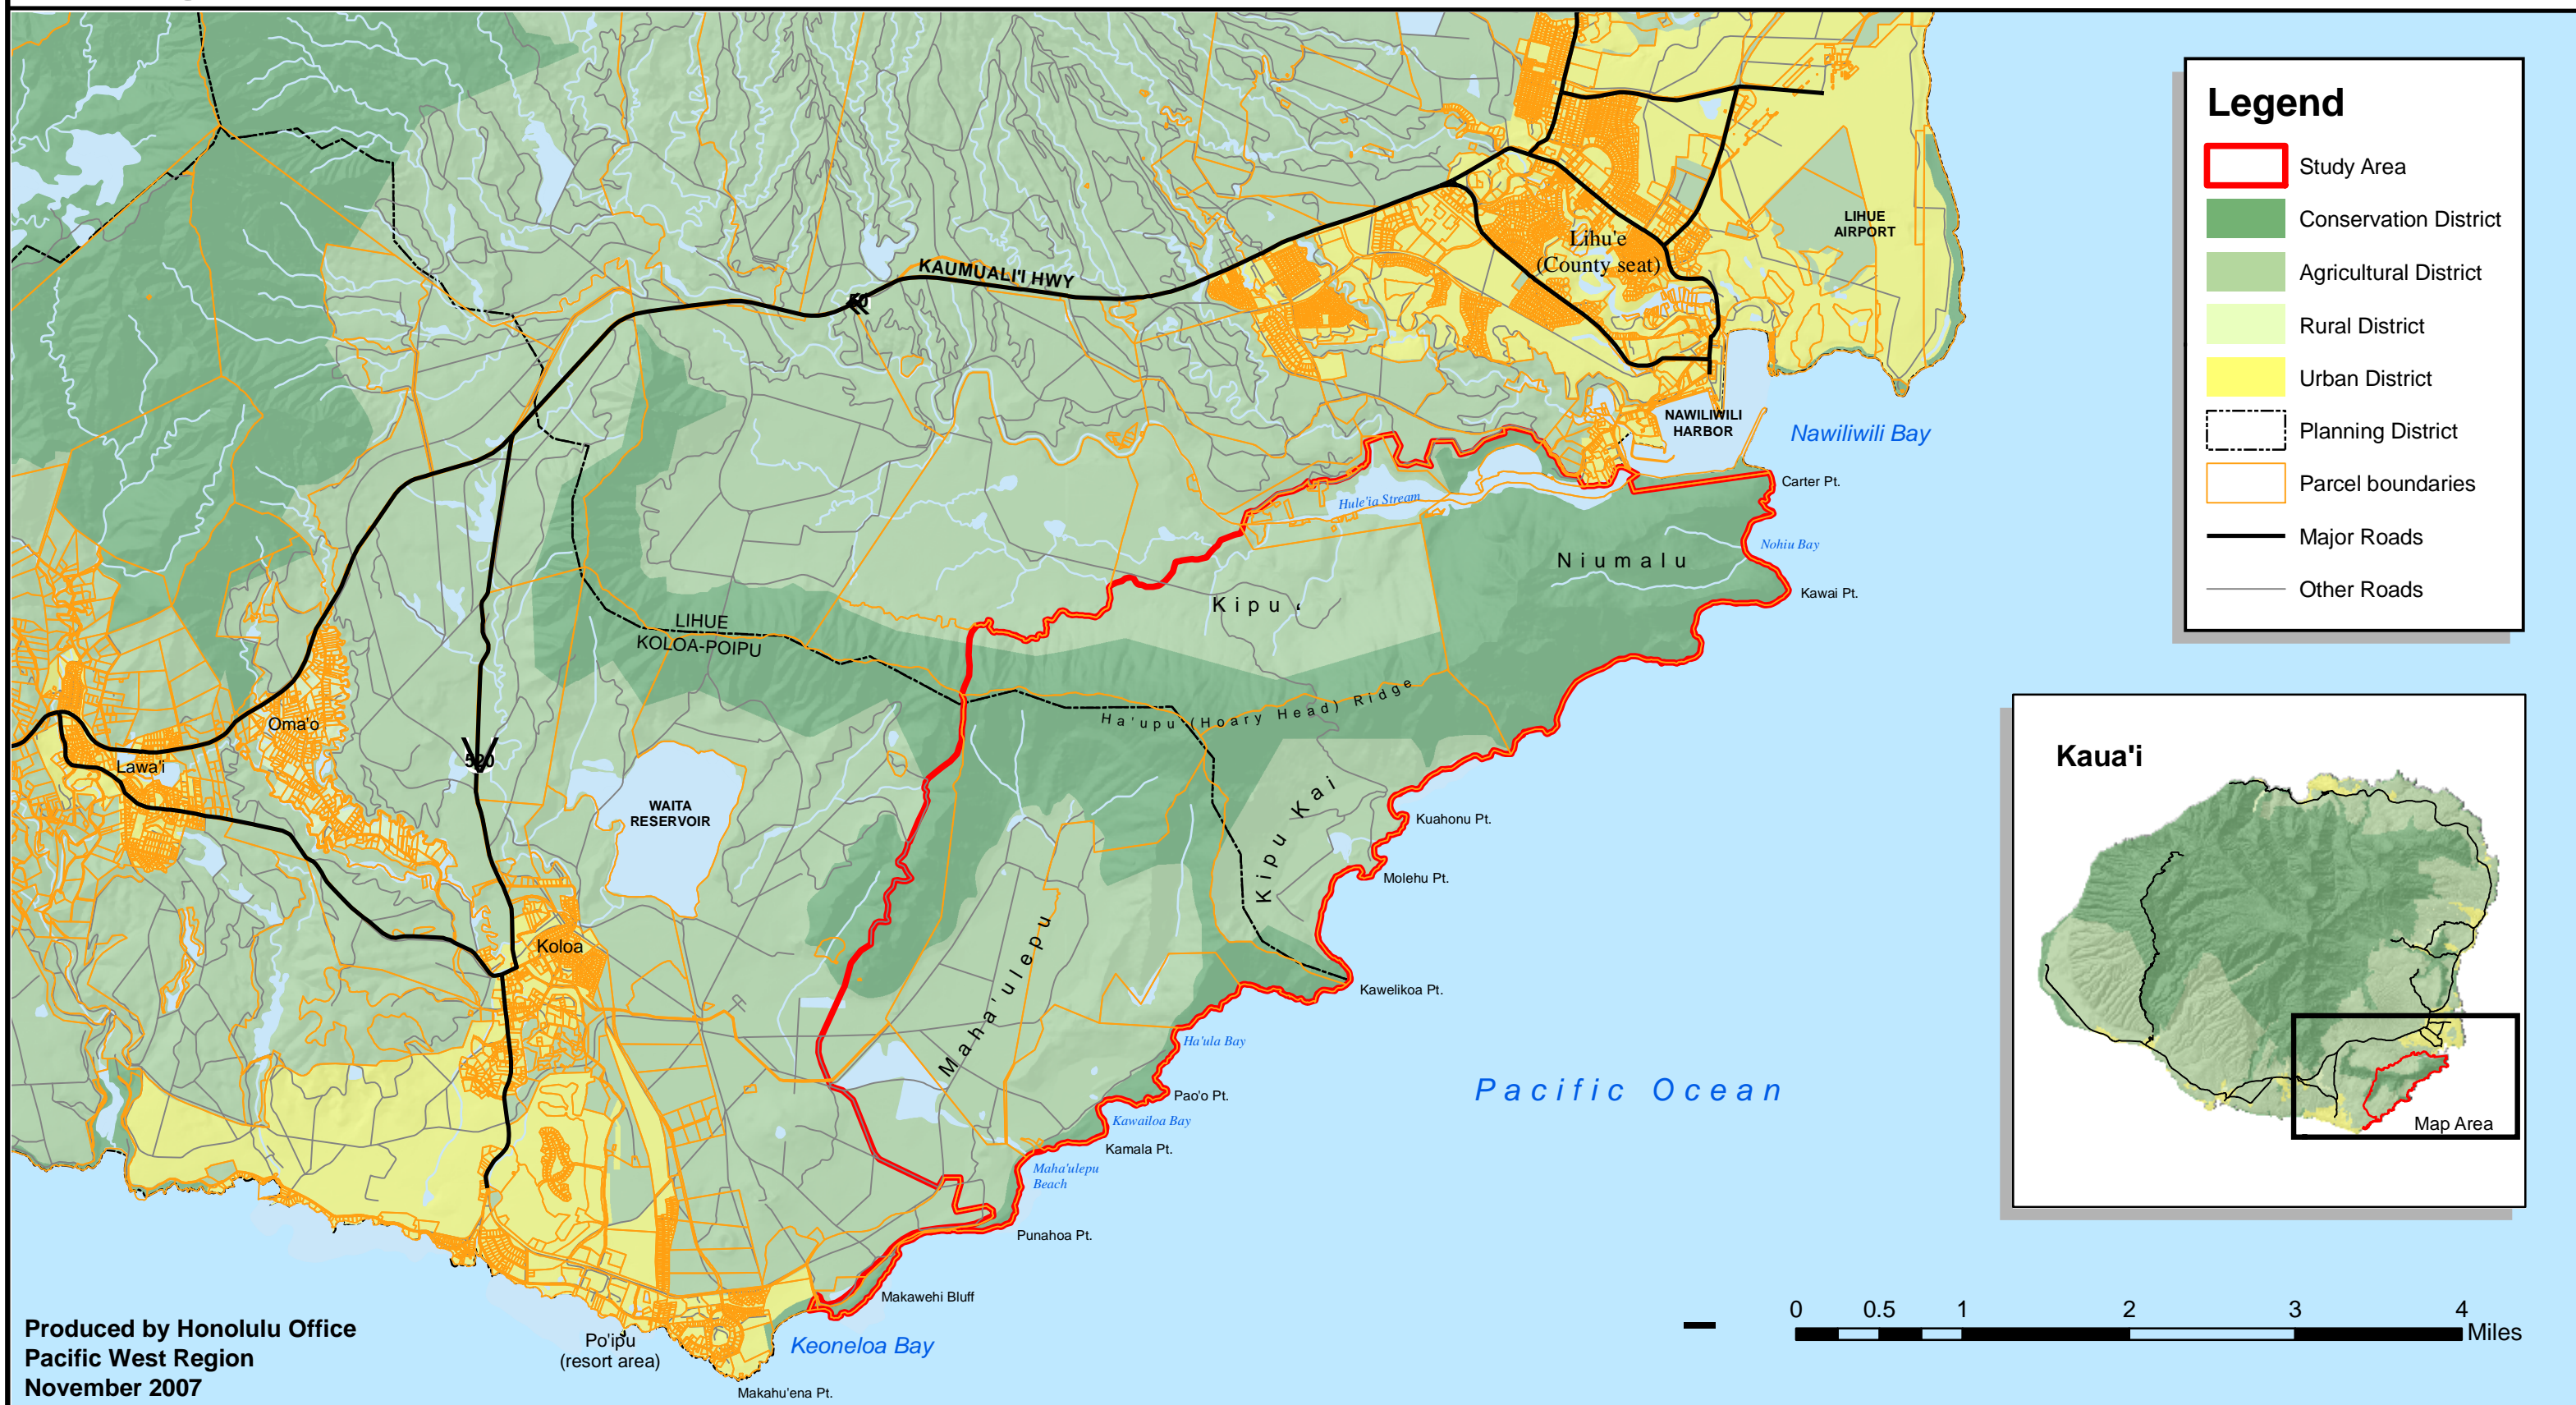 KAUMUALI'I HWY
50
Lihu'e
(County seat)
LIHUE
AIRPORT
NAWILIWILI
HARBOR
Nawiliwili Bay
Carter Pt.
Hule'ia Stream
Nohiu Bay
Niumalu
Kawai Pt.
Kipu ‘
LIHUE
KOLOA-POIPU
Ha'upu (Hoary Head) Ridge
Oma'o
Lawa'i
520
WAITA
RESERVOIR
Kipu Kai
Kuahonu Pt.
Molehu Pt.
Koloa
Maha'ulepu
Kawelikoa Pt.
Ha'ula Bay
Pao'o Pt.
Pacific Ocean
Kawailoa Bay
Kamala Pt.
Maha'ulepu
Beach
Punahoa Pt.
Makawehi Bluff
Keoneloa Bay
Po'ipu
(resort area)
Makahu'ena Pt.
Produced by Honolulu Office
Pacific West Region
November 2007
Legend
Study Area
Conservation District
Agricultural District
Rural District
Urban District
Planning District
Parcel boundaries
Major Roads
Other Roads
Kaua'i
Map Area
0 0.5 1 2 3 4
Miles